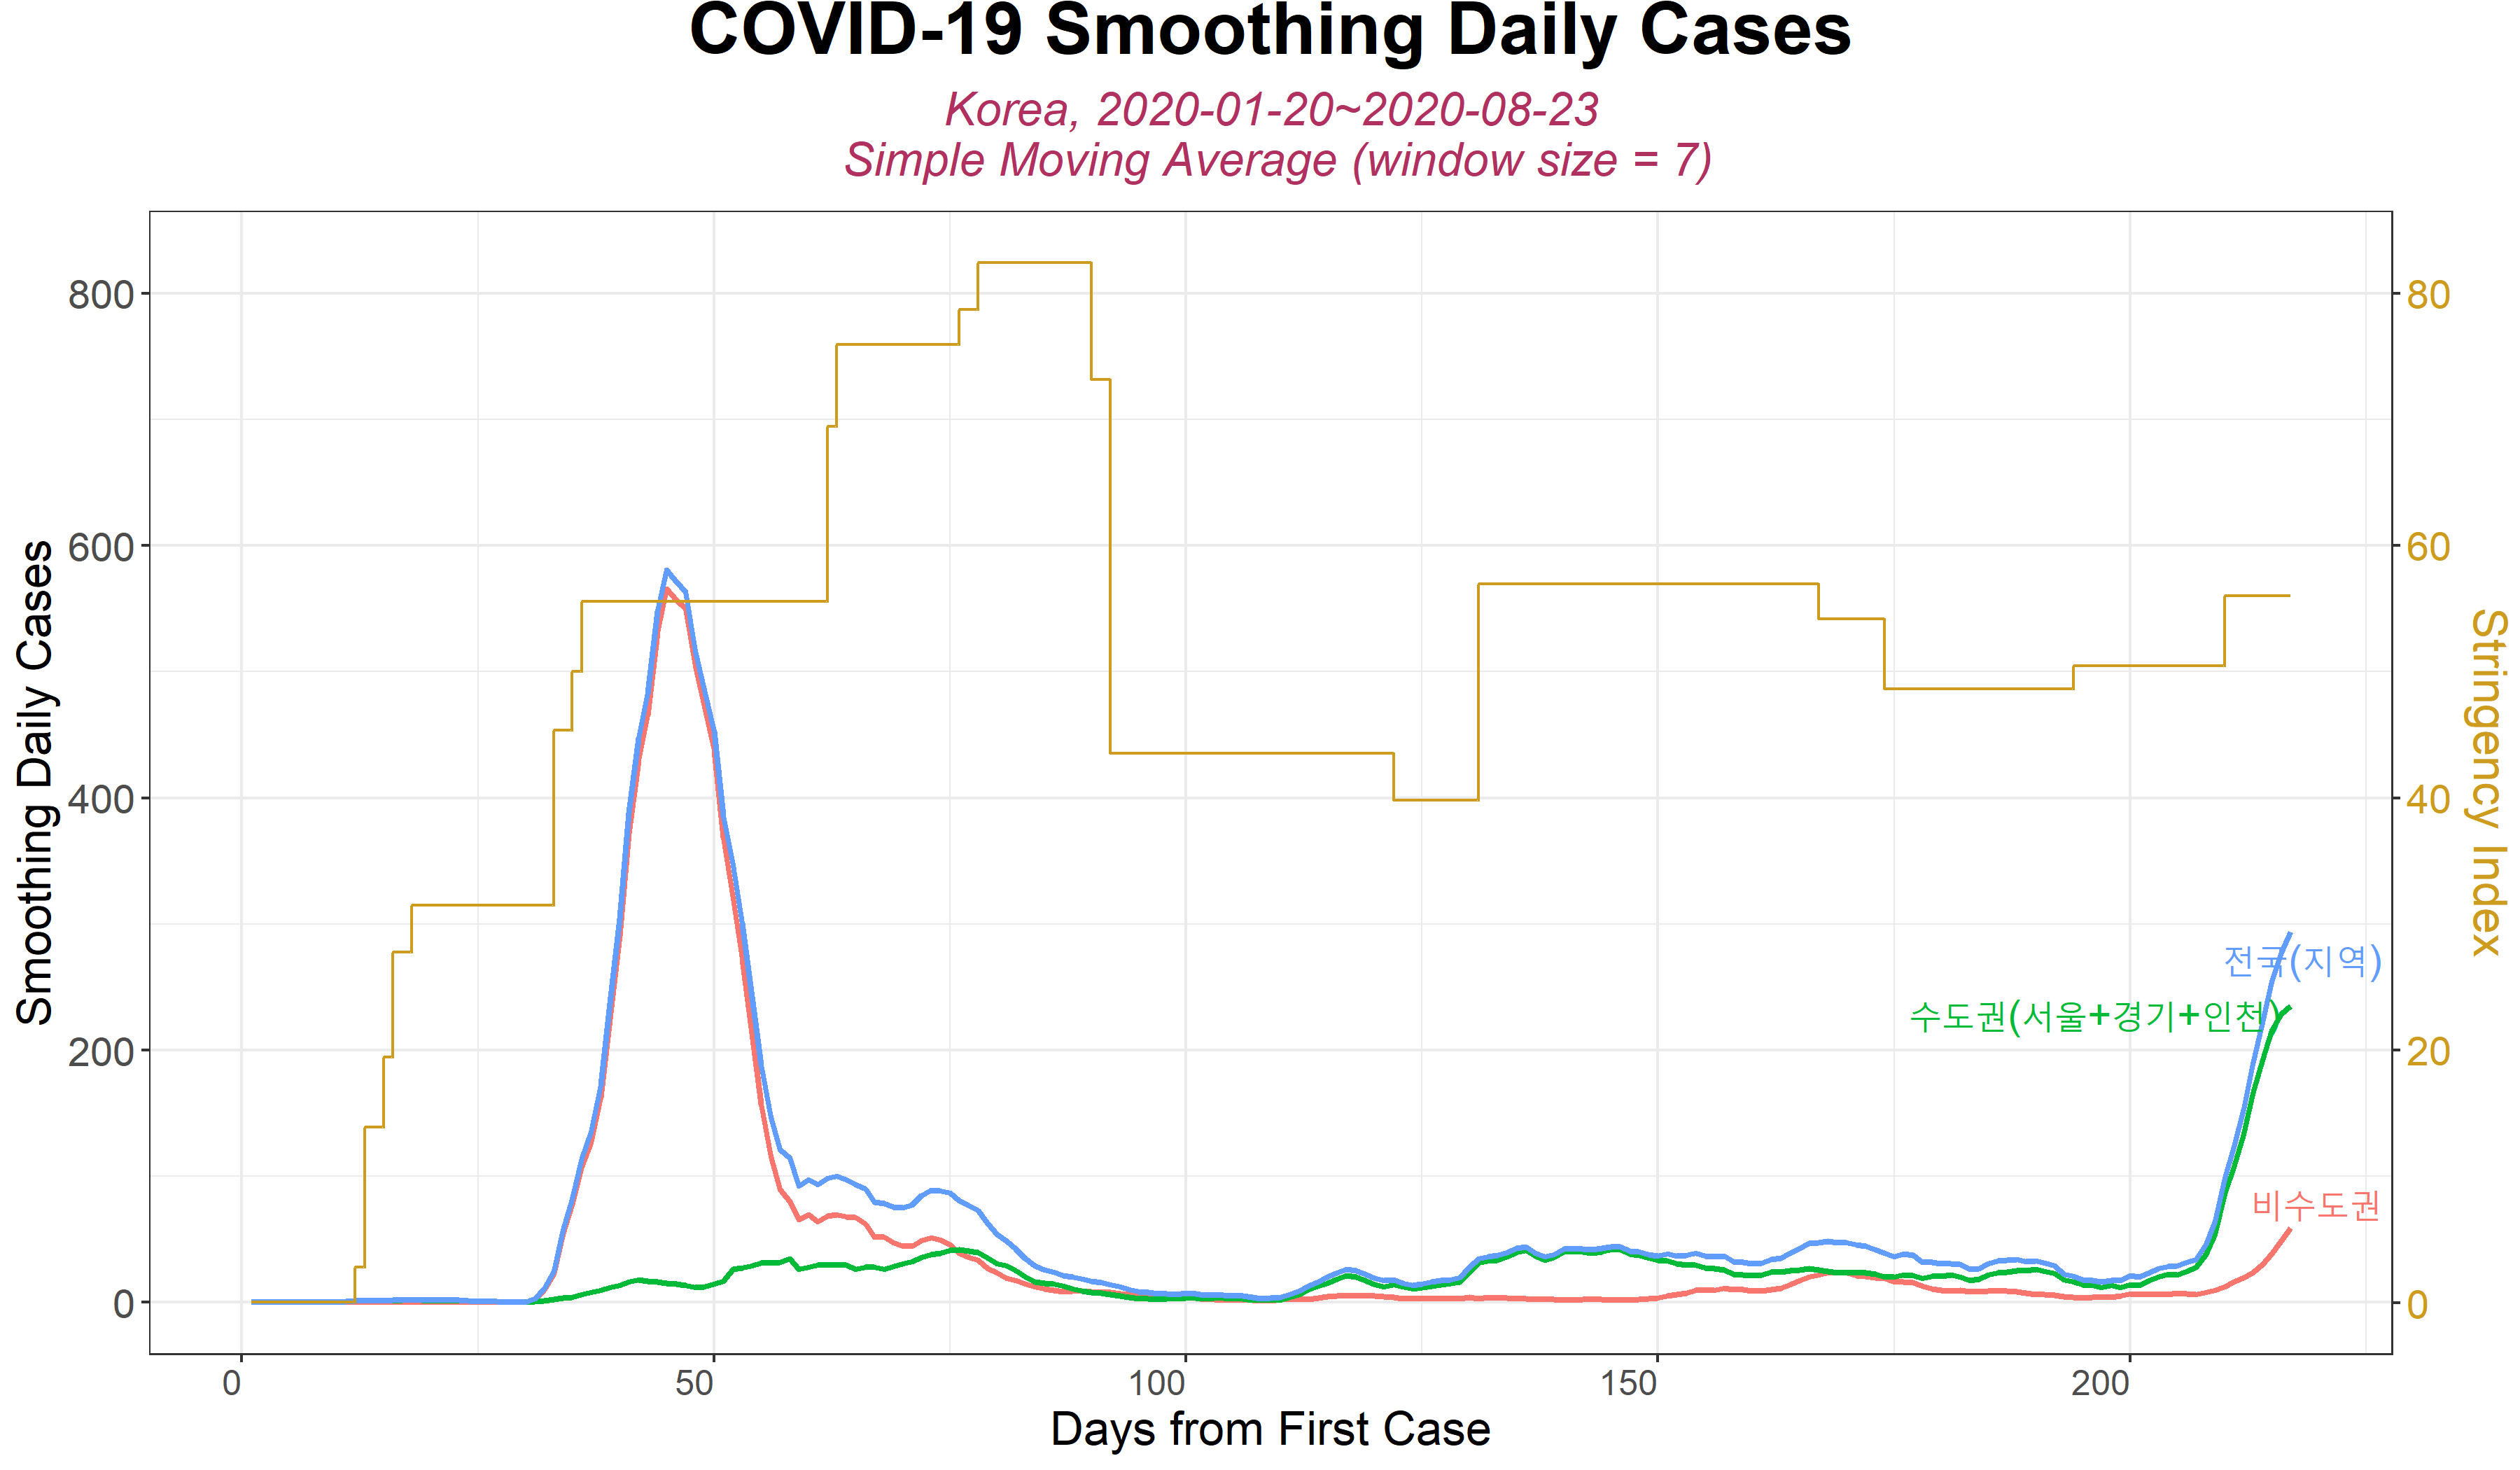 COVID-19 Smoothing Daily Cases
Korea, 2020-01-20~2020-08-23
Simple Moving Average (window size = 7)
Smoothing Daily Cases
800
600
400
200
0
80
60
40
20
0
Stringency Index
전국(지역)
수도권(서울+경기+인천)
비수도권
0
50
100
150
200
Days from First Case